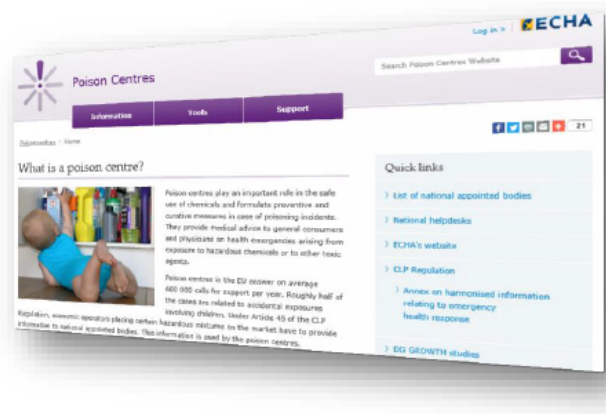 Log in >
ECHA
Poison Centres
Search Poison Centres Website
Information
Tools
Support
> Home
21
What is a poison centre?
Poison centres play an important role in the safe
use of chemicals and formulate preventive and
curative measures in case of poisoning incidents.
They provide medical advice to general consumers
and physicians on health emergencies arising from
exposure to hazardous chemicals or to other toxic
agents.
Poison centres in the EU answer on average
600 000 calls for support per year. Roughly half of
the cases are related to accidental exposures
involving children. Under Article 45 of the CLP
Regulation, economic operators placing certain hazardous mixtures on the market have to provide
information to national appointed bodies. This information is used by the poison centres.
Quick links
> List of national appointed bodies
> National helpdesks
> ECHA's website
> CLP Regulation
> Annex on harmonised information
relating to emergency
health response
> DG GROWTH studies